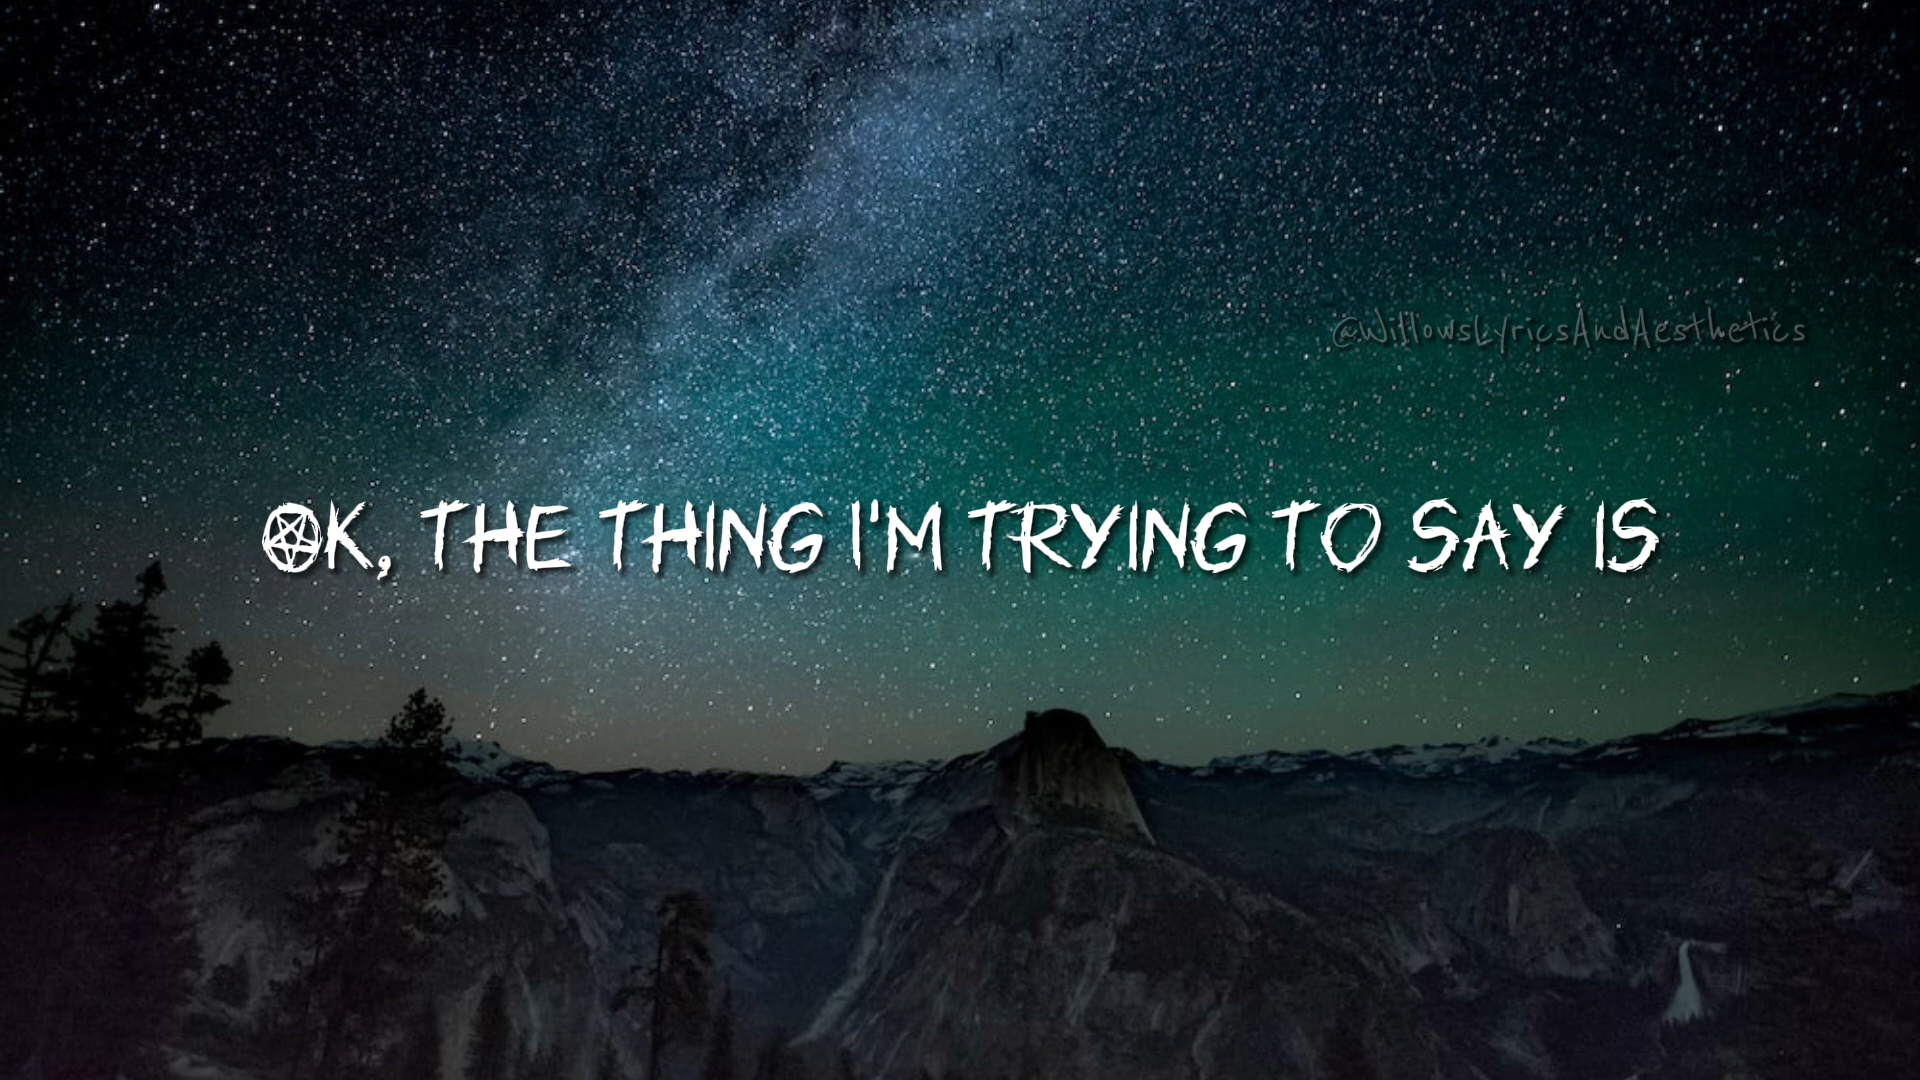 @WillowsLyricsAndAesthetics
OK, THE THING I'M TRYING TO SAY IS